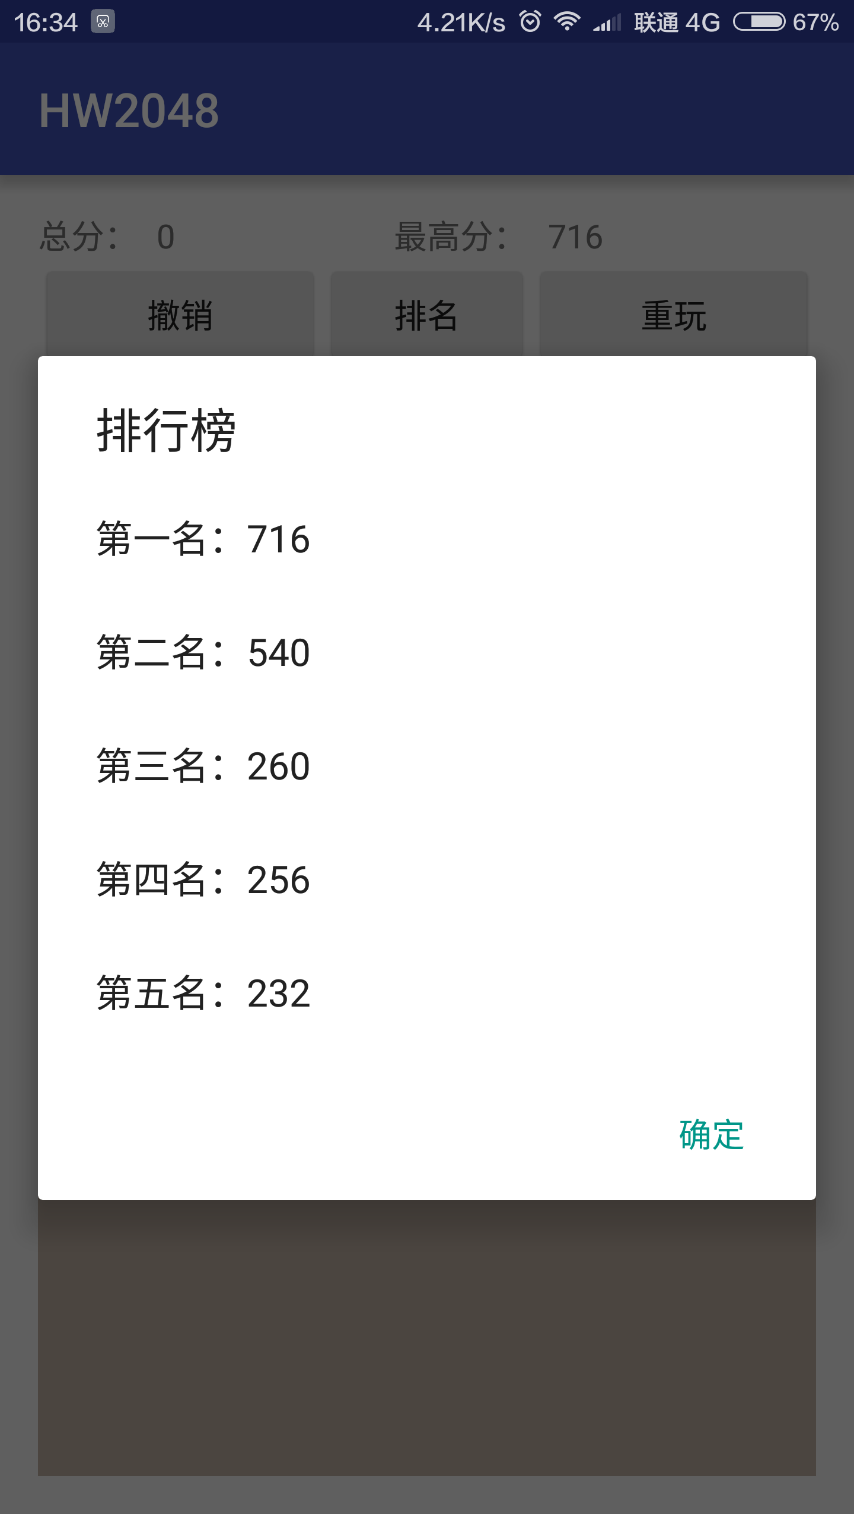 16:34 4.21K/s 联通 4G 67%
HW2048
总分： 0 最高分： 716
撤销 排名 重玩
排行榜
第一名：716
第二名：540
第三名：260
第四名：256
第五名：232
确定